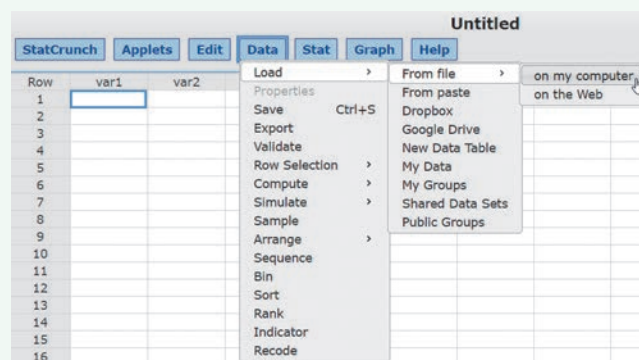 Untitled
StatCrunch Applets Edit Data Stat Graph Help
Row var1 var2
1
2
3
4
5
6
7
8
9
10
11
12
13
14
15
16
Load ›
Properties
Save Ctrl+S
Export
Validate
Row Selection ›
Compute ›
Simulate ›
Sample
Arrange ›
Sequence
Bin
Sort
Rank
Indicator
Recode
From file ›
From paste
Dropbox
Google Drive
New Data Table
My Data
My Groups
Shared Data Sets
Public Groups
on my computer
on the Web